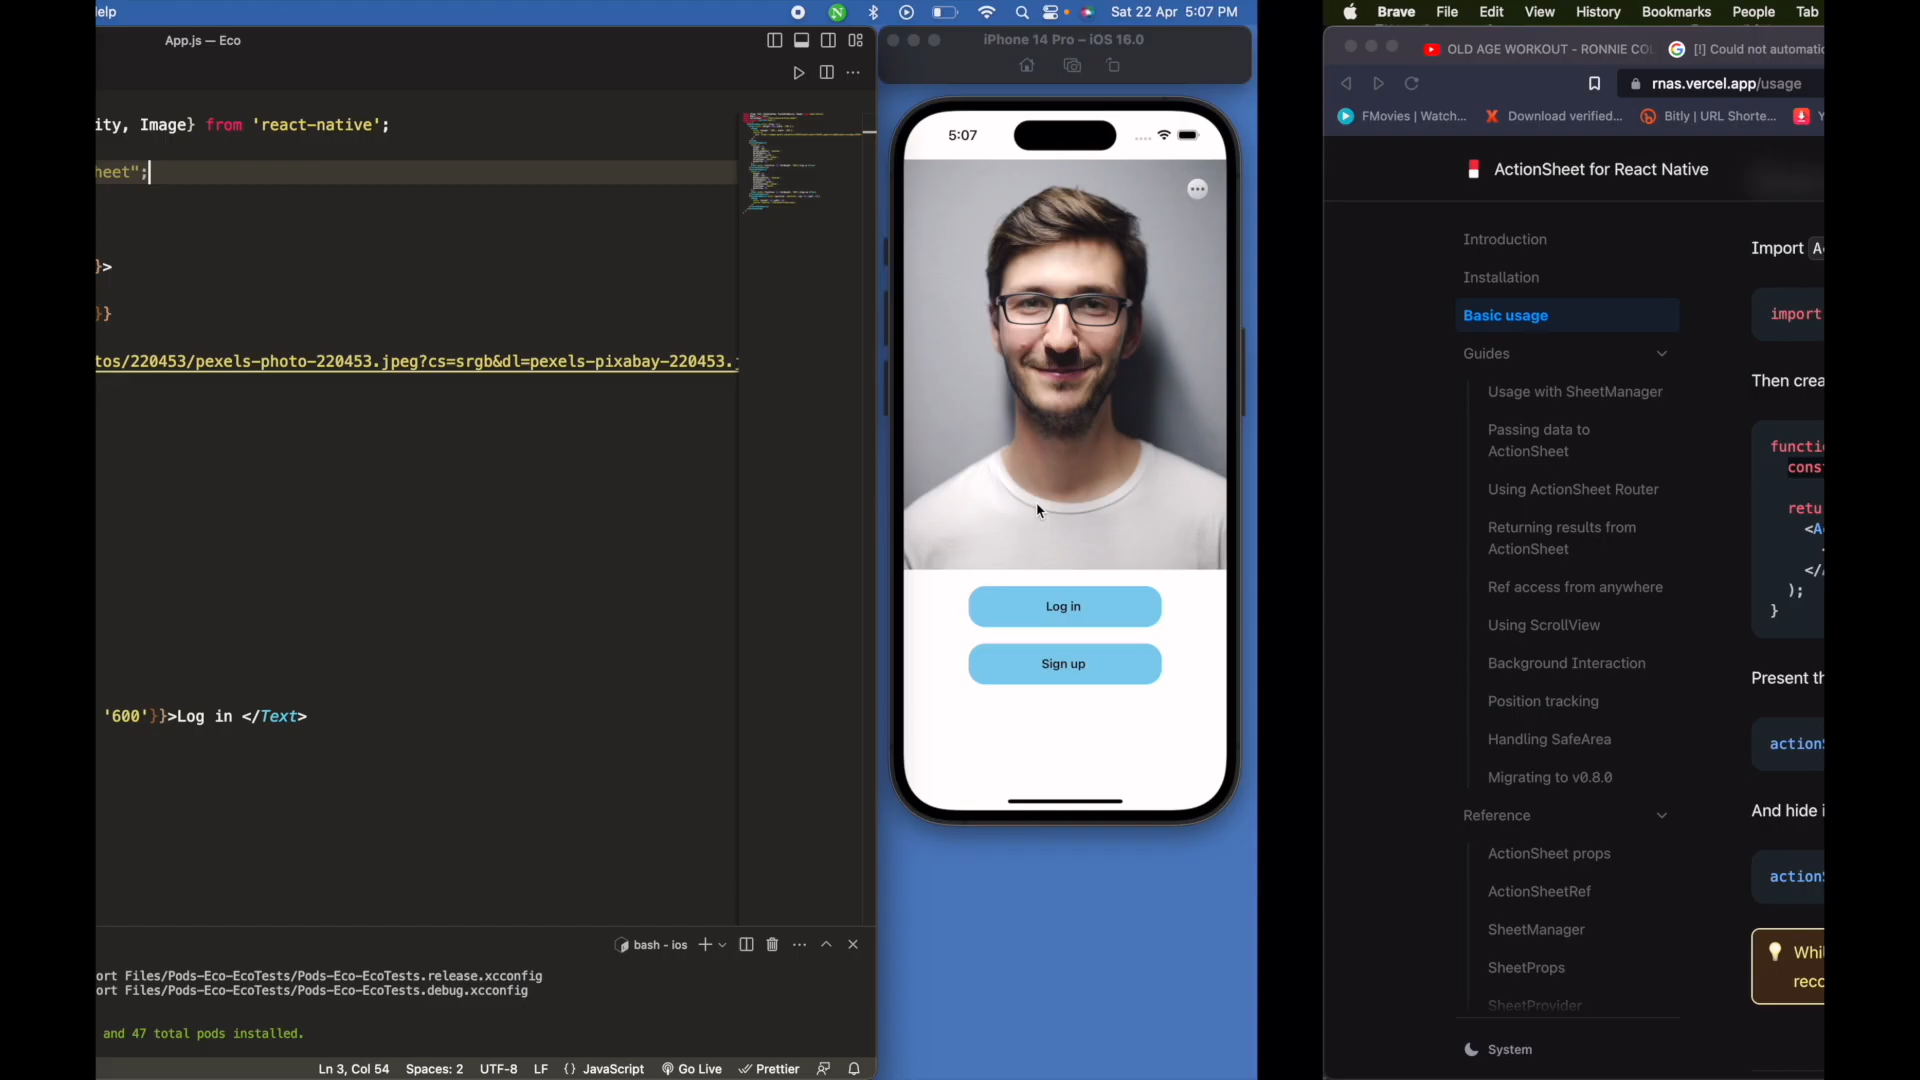 elp
Sat 22 Apr 5:07 PM
App.js — Eco
ity, Image} from 'react-native';
heet";
}>
}}
tos/220453/pexels-photo-220453.jpeg?cs=srgb&dl=pexels-pixabay-220453.
'600'}}>Log in </Text>
bash - ios
ort Files/Pods-Eco-EcoTests/Pods-Eco-EcoTests.release.xcconfig
ort Files/Pods-Eco-EcoTests/Pods-Eco-EcoTests.debug.xcconfig
and 47 total pods installed.
Ln 3, Col 54 Spaces: 2 UTF-8 LF {} JavaScript Go Live Prettier
iPhone 14 Pro – iOS 16.0
5:07
Log in
Sign up
Brave File Edit View History Bookmarks People Tab
OLD AGE WORKOUT - RONNIE CO [!] Could not automatic
rnas.vercel.app/usage
FMovies | Watch... Download verified... Bitly | URL Shorte... Y
ActionSheet for React Native
Introduction
Installation
Basic usage
Guides
Usage with SheetManager
Passing data to
ActionSheet
Using ActionSheet Router
Returning results from
ActionSheet
Ref access from anywhere
Using ScrollView
Background Interaction
Position tracking
Handling SafeArea
Migrating to v0.8.0
Reference
ActionSheet props
ActionSheetRef
SheetManager
SheetProps
SheetProvider
System
Import A
import
Then crea
functi
cons
retu
<A
<
</
);
}
Present th
action
And hide i
action
Whil
reco